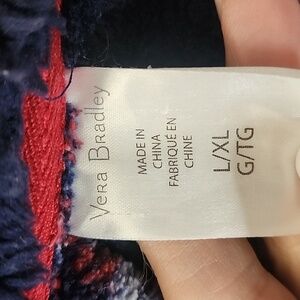 Vera Bradley
MADE IN
CHINA
FABRIQUÉ EN
CHINE
L/XL
G/TG